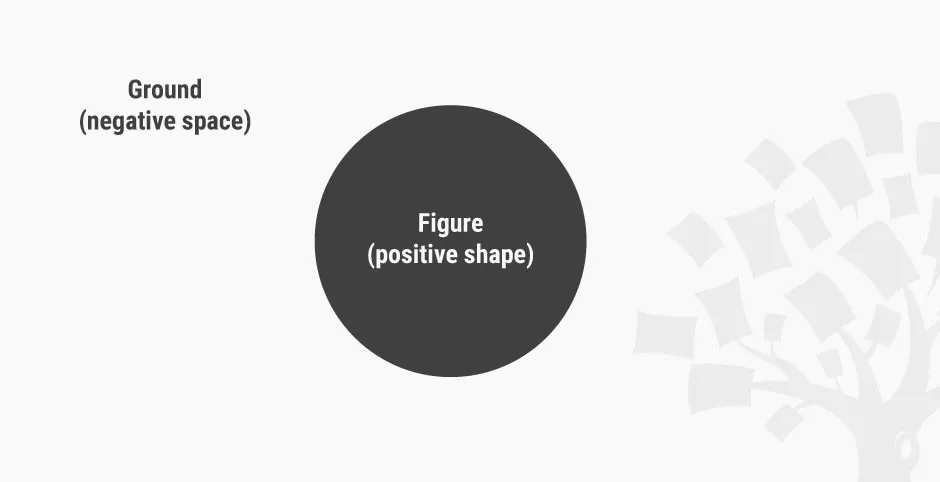 Ground
(negative space)
Figure
(positive shape)